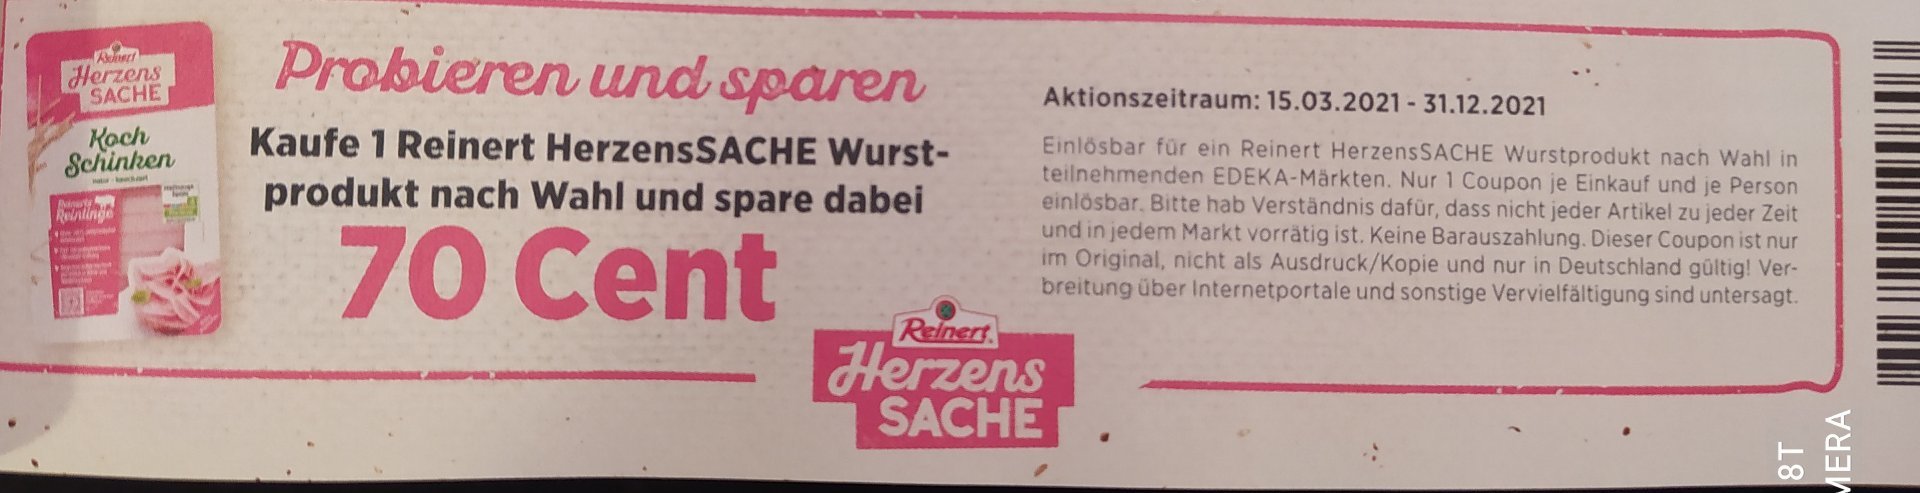 Reinert
Herzens
SACHE
Koch
Schinken
Reinlinge
Probieren und sparen
Kaufe 1 Reinert HerzensSACHE Wurst-
produkt nach Wahl und spare dabei
70 Cent
Reinert
Herzens
SACHE
Aktionszeitraum: 15.03.2021 - 31.12.2021
Einlösbar für ein Reinert HerzensSACHE Wurstprodukt nach Wahl in
teilnehmenden EDEKA-Märkten. Nur 1 Coupon je Einkauf und je Person
einlösbar. Bitte hab Verständnis dafür, dass nicht jeder Artikel zu jeder Zeit
und in jedem Markt vorrätig ist. Keine Barauszahlung. Dieser Coupon ist nur
im Original, nicht als Ausdruck/Kopie und nur in Deutschland gültig! Ver-
breitung über Internetportale und sonstige Vervielfältigung sind untersagt.
8T
MERA